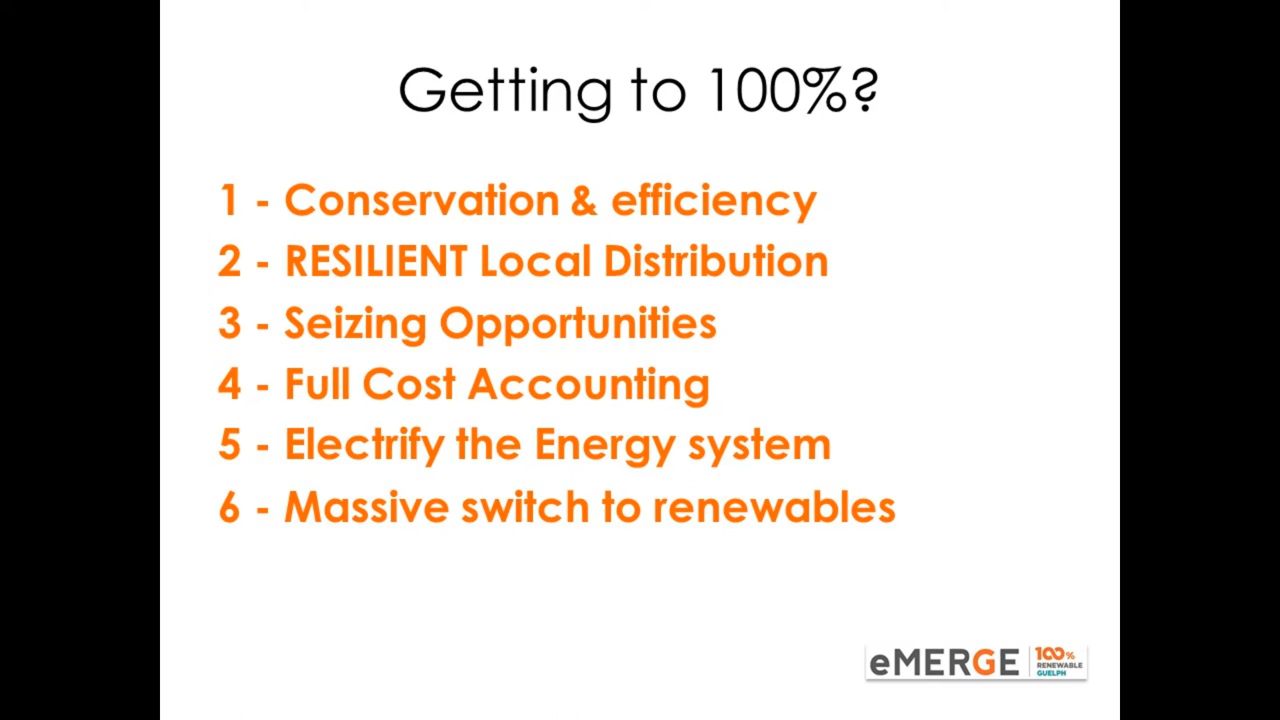 Getting to 100%?
1 - Conservation & efficiency
2 - RESILIENT Local Distribution
3 - Seizing Opportunities
4 - Full Cost Accounting
5 - Electrify the Energy system
6 - Massive switch to renewables
eMERGE
100%
RENEWABLE
GUELPH